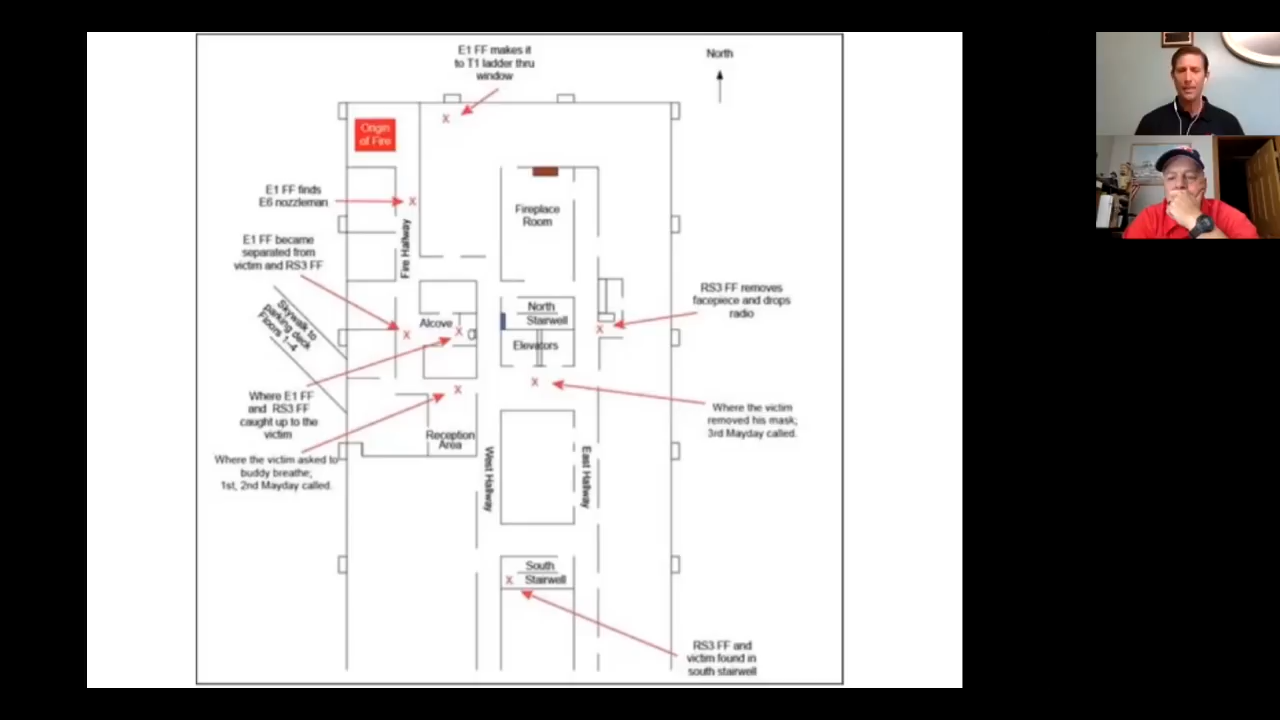 E1 FF makes it
to T1 ladder thru
window
North
Origin
of Fire
E1 FF finds
E6 nozzleman
Fireplace
Room
Fire Hallway
E1 FF became
separated from
victim and RS3 FF
Skywalk to
parking deck
Floors 1-4
Alcove
North
Stairwell
Elevators
RS3 FF removes
facepiece and drops
radio
Where E1 FF
and RS3 FF
caught up to the
victim
Where the victim
removed his mask;
3rd Mayday called.
Reception
Area
West Hallway
East Hallway
Where the victim asked to
buddy breathe;
1st, 2nd Mayday called.
South
Stairwell
RS3 FF and
victim found in
south stairwell
X
X
X
X
X
X
X
X